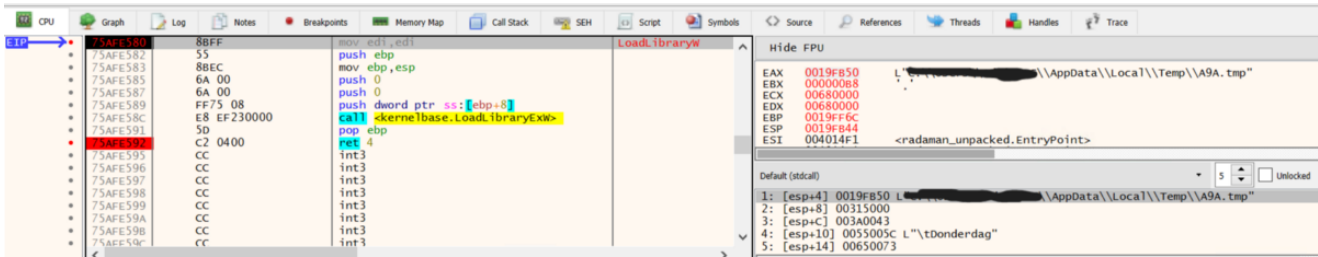 CPU Graph Log Notes Breakpoints Memory Map Call Stack SEH Script Symbols Source References Threads Handles Trace
EIP 75AFE580 8BFF mov edi,edi LoadLibraryW
75AFE582 55 push ebp
75AFE583 8BEC mov ebp,esp
75AFE585 6A 00 push 0
75AFE587 6A 00 push 0
75AFE589 FF75 08 push dword ptr ss:[ebp+8]
75AFE58C E8 EF230000 call <kernelbase.LoadLibraryExW>
75AFE591 5D pop ebp
75AFE592 C2 0400 ret 4
75AFE595 CC int3
75AFE596 CC int3
75AFE597 CC int3
75AFE598 CC int3
75AFE599 CC int3
75AFE59A CC int3
75AFE59B CC int3
75AFE59C CC int3
Hide FPU
EAX 0019FB50 \\AppData\\Local\\Temp\\A9A.tmp"
EBX 000000B8
ECX 00680000
EDX 00680000
EBP 0019FF6C
ESP 0019FB44
ESI 004014F1 <radaman_unpacked.EntryPoint>
Default (stdcall) 5 Unlocked
1: [esp+4] 0019FB50 \\AppData\\Local\\Temp\\A9A.tmp"
2: [esp+8] 00315000
3: [esp+C] 003A0043
4: [esp+10] 0055005C L"\tDonderdag"
5: [esp+14] 00650073